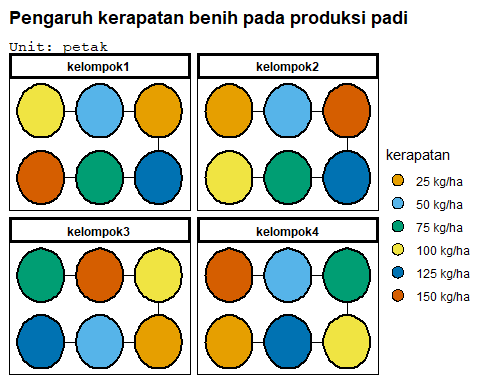 Pengaruh kerapatan benih pada produksi padi
Unit: petak
kelompok1
kelompok2
kelompok3
kelompok4
kerapatan
25 kg/ha
50 kg/ha
75 kg/ha
100 kg/ha
125 kg/ha
150 kg/ha